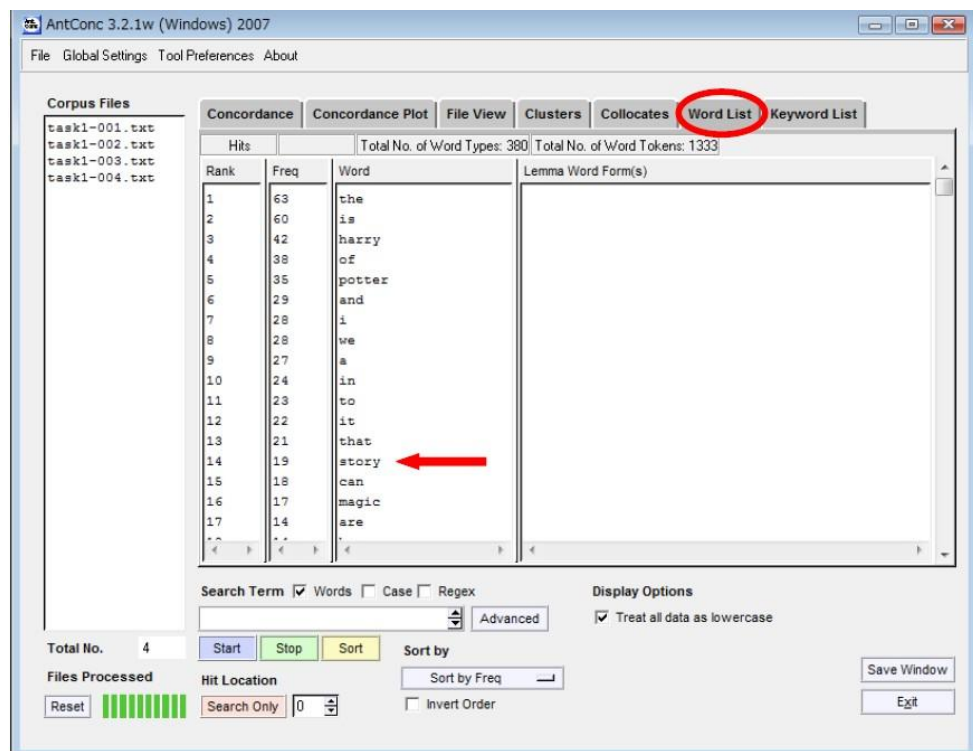 AntConc 3.2.1w (Windows) 2007
File Global Settings Tool Preferences About
Corpus Files
task1-001.txt
task1-002.txt
task1-003.txt
task1-004.txt
Concordance Concordance Plot File View Clusters Collocates Word List Keyword List
Hits Total No. of Word Types: 380 Total No. of Word Tokens: 1333
Rank Freq Word Lemma Word Form(s)
1 63 the
2 60 is
3 42 harry
4 38 of
5 35 potter
6 29 and
7 28 i
8 28 we
9 27 a
10 24 in
11 23 to
12 22 it
13 21 that
14 19 story
15 18 can
16 17 magic
17 14 are
Search Term Words Case Regex
Advanced
Display Options
Treat all data as lowercase
Total No. 4
Start Stop Sort
Sort by
Sort by Freq
Files Processed
Reset
Hit Location
Search Only 0
Invert Order
Save Window
Exit